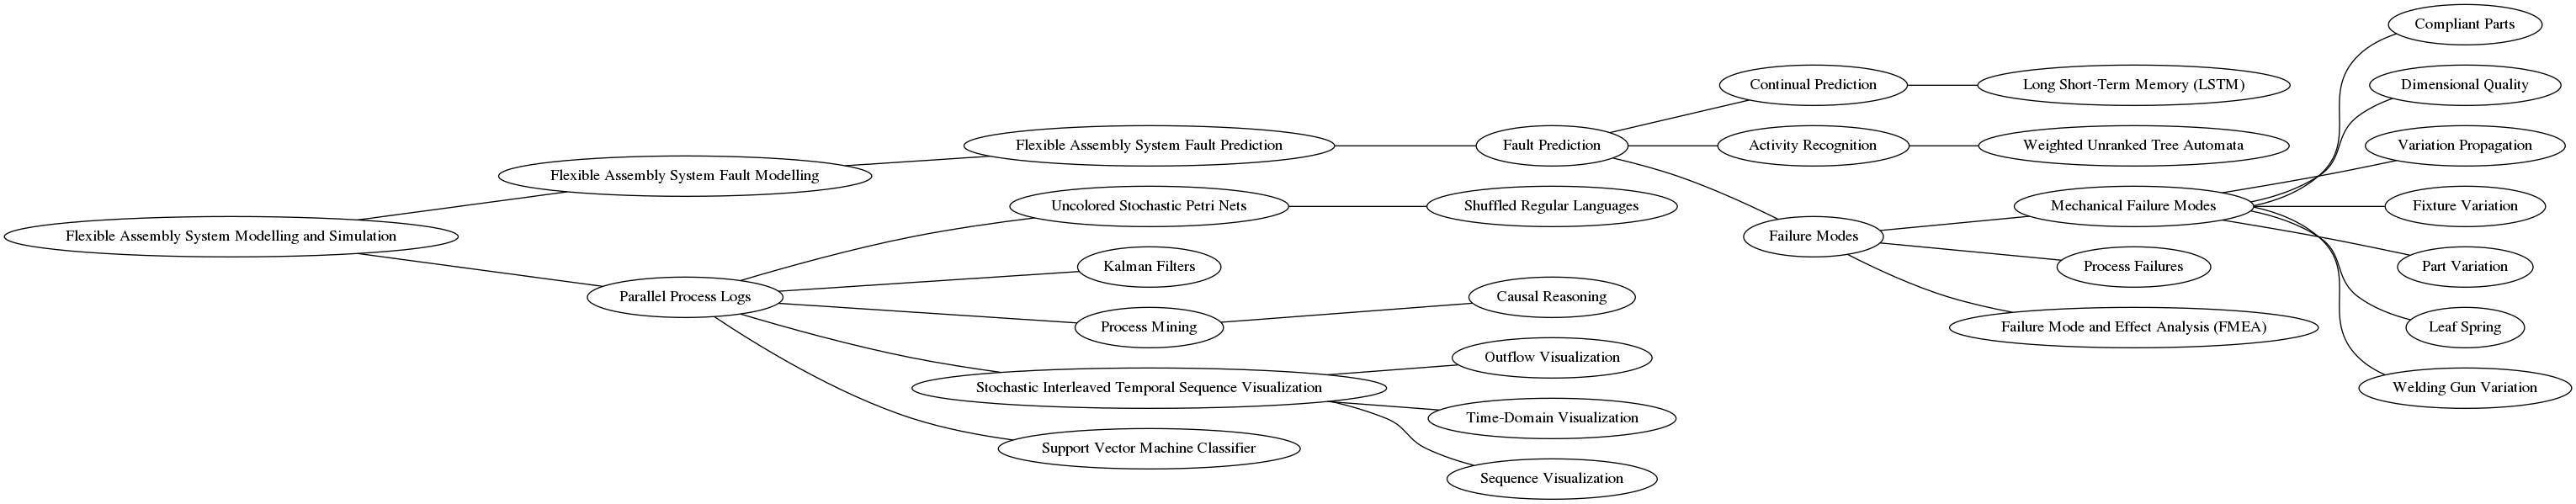 Flexible Assembly System Modelling and Simulation
Flexible Assembly System Fault Modelling
Parallel Process Logs
Flexible Assembly System Fault Prediction
Uncolored Stochastic Petri Nets
Kalman Filters
Process Mining
Stochastic Interleaved Temporal Sequence Visualization
Support Vector Machine Classifier
Fault Prediction
Shuffled Regular Languages
Causal Reasoning
Outflow Visualization
Time-Domain Visualization
Sequence Visualization
Continual Prediction
Activity Recognition
Failure Modes
Long Short-Term Memory (LSTM)
Weighted Unranked Tree Automata
Mechanical Failure Modes
Process Failures
Failure Mode and Effect Analysis (FMEA)
Compliant Parts
Dimensional Quality
Variation Propagation
Fixture Variation
Part Variation
Leaf Spring
Welding Gun Variation